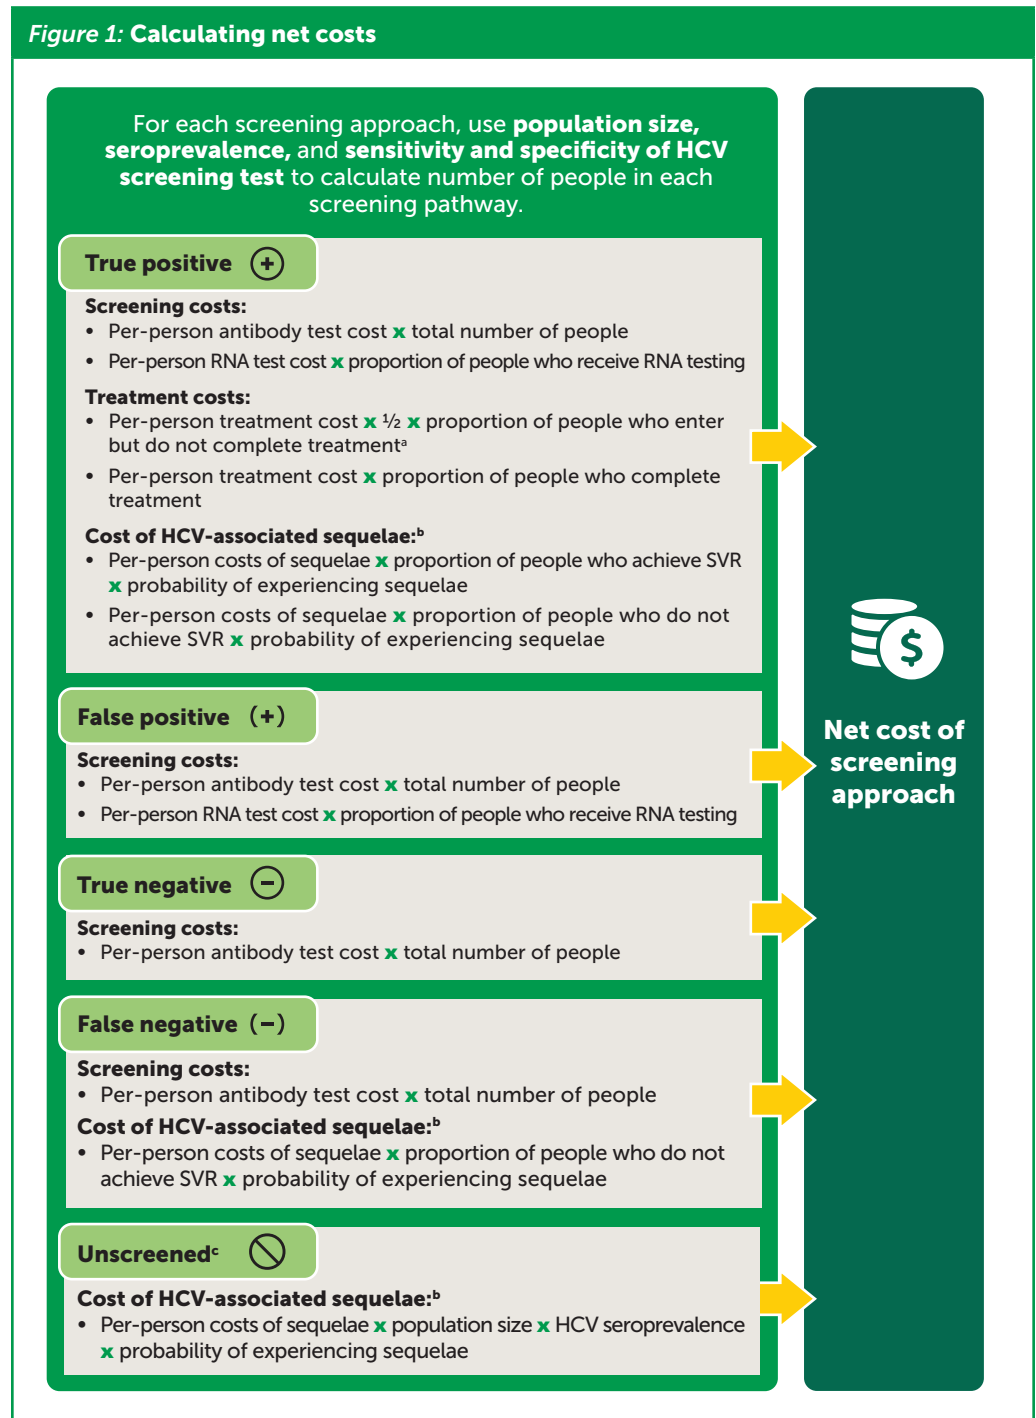 Figure 1: Calculating net costs
For each screening approach, use population size,
seroprevalence, and sensitivity and specificity of HCV
screening test to calculate number of people in each
screening pathway.
True positive (+)
Screening costs:
• Per-person antibody test cost x total number of people
• Per-person RNA test cost x proportion of people who receive RNA testing
Treatment costs:
• Per-person treatment cost x ½ x proportion of people who enter
but do not complete treatmentᵃ
• Per-person treatment cost x proportion of people who complete
treatment
Cost of HCV-associated sequelae:ᵇ
• Per-person costs of sequelae x proportion of people who achieve SVR
x probability of experiencing sequelae
• Per-person costs of sequelae x proportion of people who do not
achieve SVR x probability of experiencing sequelae
False positive (+)
Screening costs:
• Per-person antibody test cost x total number of people
• Per-person RNA test cost x proportion of people who receive RNA testing
True negative (-)
Screening costs:
• Per-person antibody test cost x total number of people
False negative (-)
Screening costs:
• Per-person antibody test cost x total number of people
Cost of HCV-associated sequelae:ᵇ
• Per-person costs of sequelae x proportion of people who do not
achieve SVR x probability of experiencing sequelae
Unscreenedᶜ
Cost of HCV-associated sequelae:ᵇ
• Per-person costs of sequelae x population size x HCV seroprevalence
x probability of experiencing sequelae
$
Net cost of
screening
approach